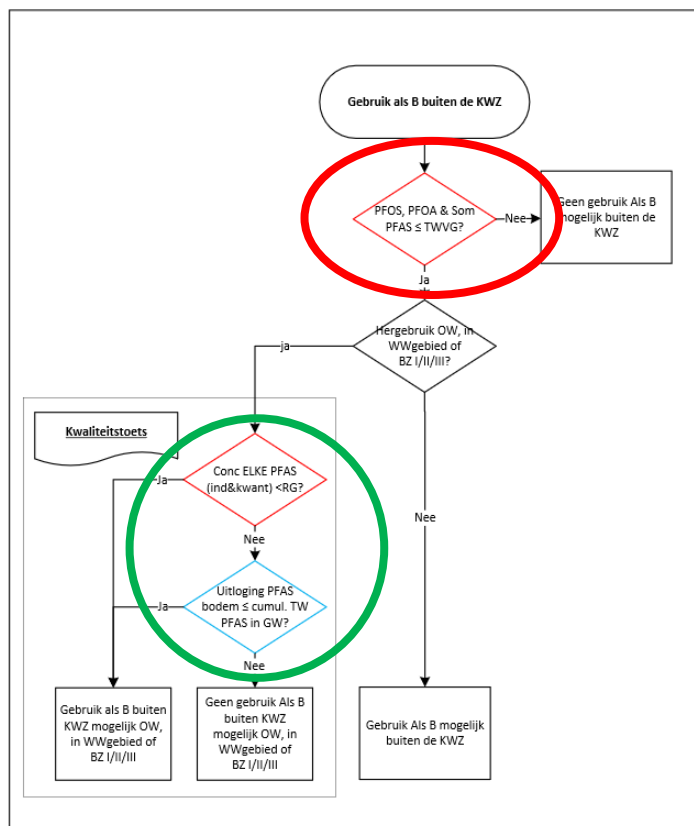 Gebruik als B buiten de KWZ
PFOS, PFOA & Som
PFAS ≤ TWVG?
Nee
Geen gebruik Als B
mogelijk buiten de
KWZ
Ja
Hergebruik OW, in
WWgebied of
BZ I/II/III?
ja
Kwaliteitstoets
Conc ELKE PFAS
(ind&kwant) <RG?
Ja
Nee
Nee
Uitloging PFAS
bodem ≤ cumul. TW
PFAS in GW?
Ja
Nee
Gebruik als B buiten
KWZ mogelijk OW,
in WWgebied of
BZ I/II/III
Geen gebruik Als B
buiten KWZ
mogelijk OW, in
WWgebied of
BZ I/II/III
Gebruik Als B mogelijk
buiten de KWZ